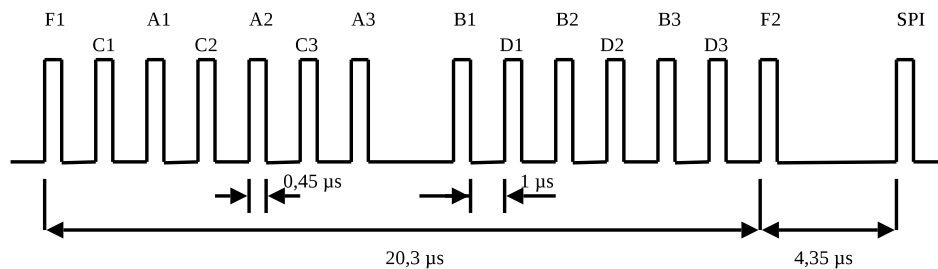 F1 A1 A2 A3 B1 B2 B3 F2 SPI
C1 C2 C3 D1 D2 D3
0,45 µs 1 µs
20,3 µs 4,35 µs